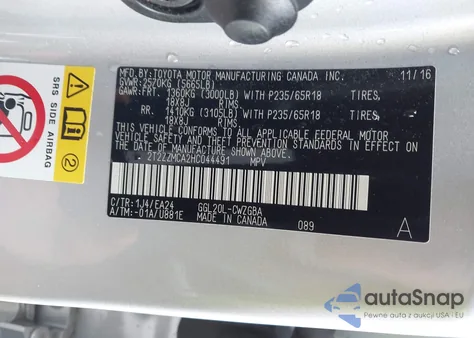 SRS SIDE AIRBAG
MFD. BY:TOYOTA MOTOR MANUFACTURING CANADA INC. 11/16
GVWR:2570KG (5665LB)
GAWR:FRT. 1360KG (3000LB) WITH P235/65R18 TIRES,
18X8J RIMS,
RR. 1410KG (3105LB) WITH P235/65R18 TIRES,
18X8J RIMS,
THIS VEHICLE CONFORMS TO ALL APPLICABLE FEDERAL MOTOR
VEHICLE SAFETY AND THEFT PREVENTION STANDARDS IN EFFECT
ON THE DATE OF MANUFACTURE SHOWN ABOVE.
2T2ZZMCA2HC044491 MPV
C/TR:1J4/EA24 GGL20L-CWZGBA
A/TM:-01A/U881E MADE IN CANADA 089 A
autoSnap
Pewne auta z aukcji USA i EU